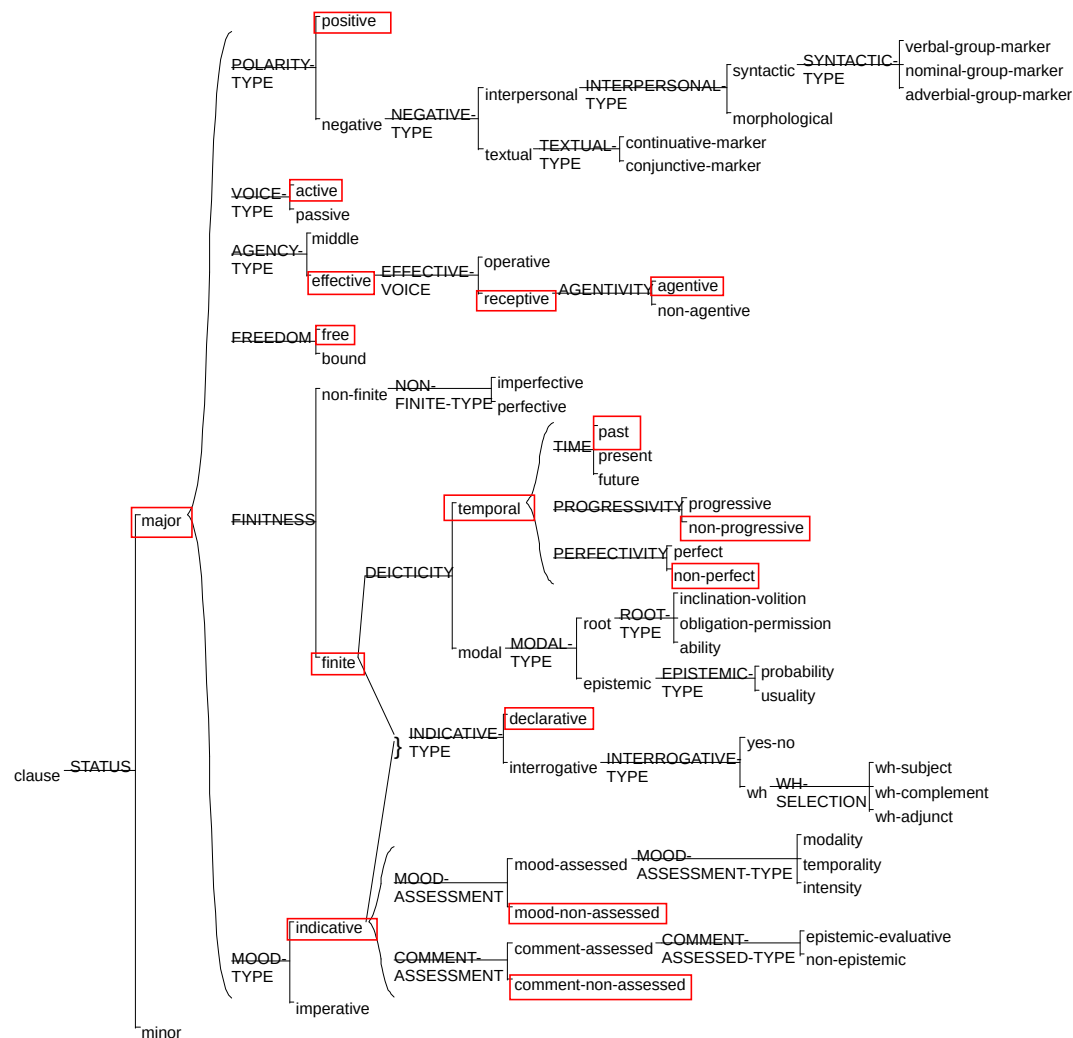 positive
POLARITY-
TYPE
negative
NEGATIVE-
TYPE
interpersonal
INTERPERSONAL-
TYPE
syntactic
SYNTACTIC-
TYPE
verbal-group-marker
nominal-group-marker
adverbial-group-marker
morphological
textual
TEXTUAL-
TYPE
continuative-marker
conjunctive-marker
VOICE-
TYPE
active
passive
AGENCY-
TYPE
middle
effective
EFFECTIVE-
VOICE
operative
receptive
AGENTIVITY
agentive
non-agentive
FREEDOM
free
bound
FINITNESS
non-finite
NON-
FINITE-TYPE
imperfective
perfective
finite
DEICTICITY
temporal
TIME
past
present
future
PROGRESSIVITY
progressive
non-progressive
PERFECTIVITY
perfect
non-perfect
modal
MODAL-
TYPE
root
ROOT-
TYPE
inclination-volition
obligation-permission
ability
epistemic
EPISTEMIC-
TYPE
probability
usuality
}
INDICATIVE-
TYPE
declarative
interrogative
INTERROGATIVE-
TYPE
yes-no
wh
WH-
SELECTION
wh-subject
wh-complement
wh-adjunct
clause
STATUS
major
minor
MOOD-
TYPE
indicative
imperative
MOOD-
ASSESSMENT
mood-assessed
MOOD-
ASSESSMENT-TYPE
modality
temporality
intensity
mood-non-assessed
COMMENT-
ASSESSMENT
comment-assessed
COMMENT-
ASSESSED-TYPE
epistemic-evaluative
non-epistemic
comment-non-assessed